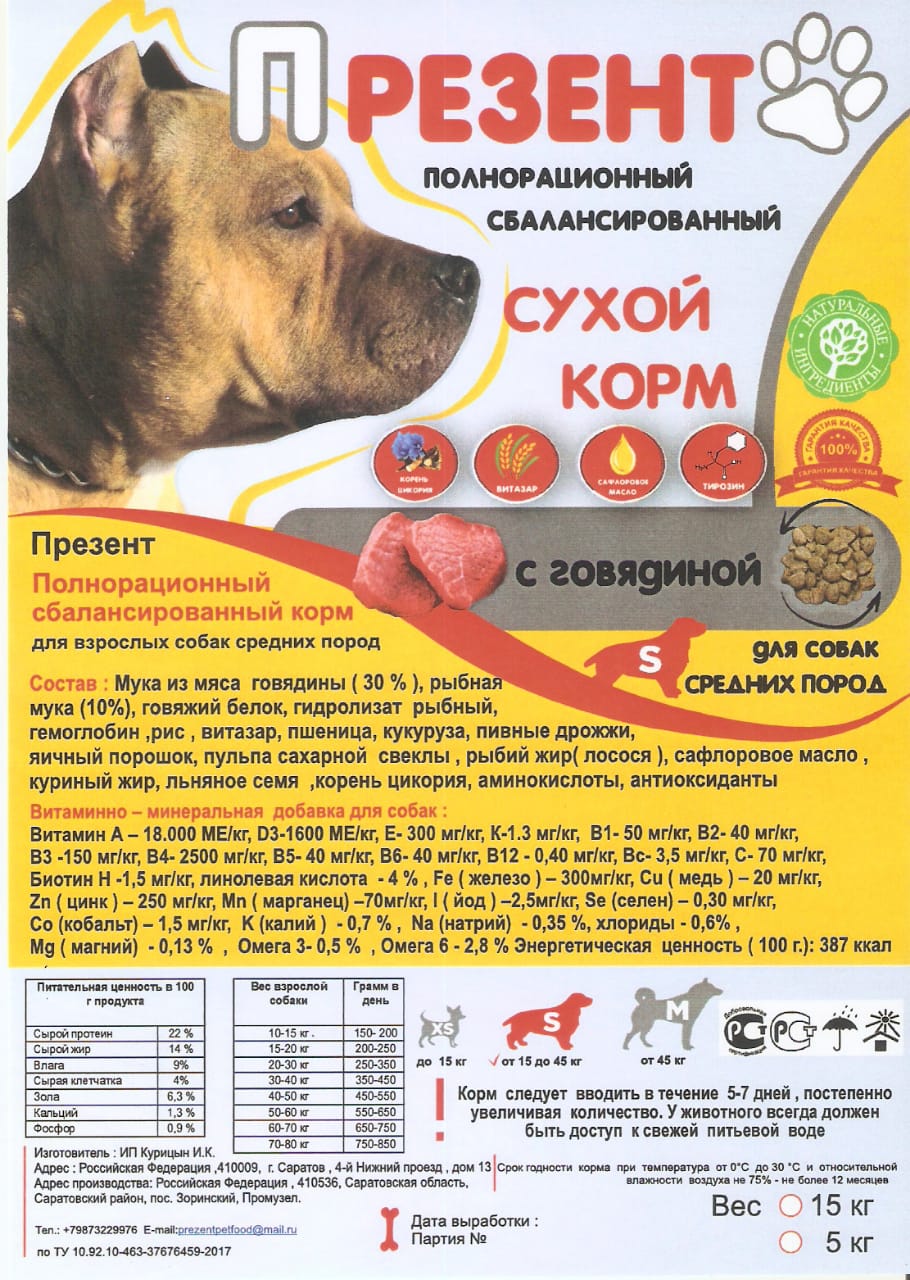 ПРЕЗЕНТ
ПОЛНОРАЦИОННЫЙ
СБАЛАНСИРОВАННЫЙ
СУХОЙ
КОРМ
НАТУРАЛЬНЫЕ ИНГРЕДИЕНТЫ
ГАРАНТИЯ КАЧЕСТВА
100%
ГАРАНТИЯ КАЧЕСТВА
КОРЕНЬ
ЦИКОРИЯ
ВИТАЗАР
САФЛОРОВОЕ
МАСЛО
ТИРОЗИН
с говядиной
Презент
Полнорационный
сбалансированный корм
для взрослых собак средних пород
S
для СОБАК
СРЕДНИХ ПОРОД
Состав : Мука из мяса говядины ( 30 % ), рыбная
мука (10%), говяжий белок, гидролизат рыбный,
гемоглобин ,рис , витазар, пшеница, кукуруза, пивные дрожжи,
яичный порошок, пульпа сахарной свеклы , рыбий жир( лосося ), сафлоровое масло ,
куриный жир, льняное семя ,корень цикория, аминокислоты, антиоксиданты
Витаминно – минеральная добавка для собак :
Витамин А – 18.000 МЕ/кг, D3-1600 МЕ/кг, Е- 300 мг/кг, К-1.3 мг/кг, В1- 50 мг/кг, В2- 40 мг/кг,
В3 -150 мг/кг, В4- 2500 мг/кг, В5- 40 мг/кг, В6- 40 мг/кг, В12 - 0,40 мг/кг, Вс- 3,5 мг/кг, С- 70 мг/кг,
Биотин Н -1,5 мг/кг, линолевая кислота - 4 % , Fe ( железо ) – 300мг/кг, Cu ( медь ) – 20 мг/кг,
Zn ( цинк ) – 250 мг/кг, Mn ( марганец) –70мг/кг, I ( йод ) –2,5мг/кг, Se (селен) – 0,30 мг/кг,
Co (кобальт) – 1,5 мг/кг, K (калий ) - 0,7 % , Na (натрий) - 0,35 %, хлориды - 0,6% ,
Mg ( магний) - 0,13 % , Омега 3- 0,5 % , Омега 6 - 2,8 % Энергетическая ценность ( 100 г.): 387 ккал
Питательная ценность в 100
г продукта
Сырой протеин 22 %
Сырой жир 14 %
Влага 9%
Сырая клетчатка 4%
Зола 6,3 %
Кальций 1,3 %
Фосфор 0,9 %
Вес взрослой
собаки
Грамм в
день
10-15 кг . 150- 200
15-20 кг 200-250
20-30 кг 250-350
30-40 кг 350-450
40-50 кг 450-550
50-60 кг 550-650
60-70 кг 650-750
70-80 кг 750-850
XS
S
M
до 15 кг
от 15 до 45 кг
от 45 кг
Добровольная
сертификация
Корм следует вводить в течение 5-7 дней , постепенно
увеличивая количество. У животного всегда должен
быть доступ к свежей питьевой воде
Изготовитель : ИП Курицын И.К.
Адрес : Российская Федерация ,410009, г. Саратов , 4-й Нижний проезд , дом 13
Адрес производства: Российская Федерация , 410536, Саратовская область,
Саратовский район, пос. Зоринский, Промузел.
Срок годности корма при температура от 0°С до 30 °С и относительной
влажности воздуха не 75% - не более 12 месяцев
Тел.: +79873229976 E-mail:prezentpetfood@mail.ru
по ТУ 10.92.10-463-37676459-2017
Дата выработки :
Партия №
Вес 15 кг
5 кг